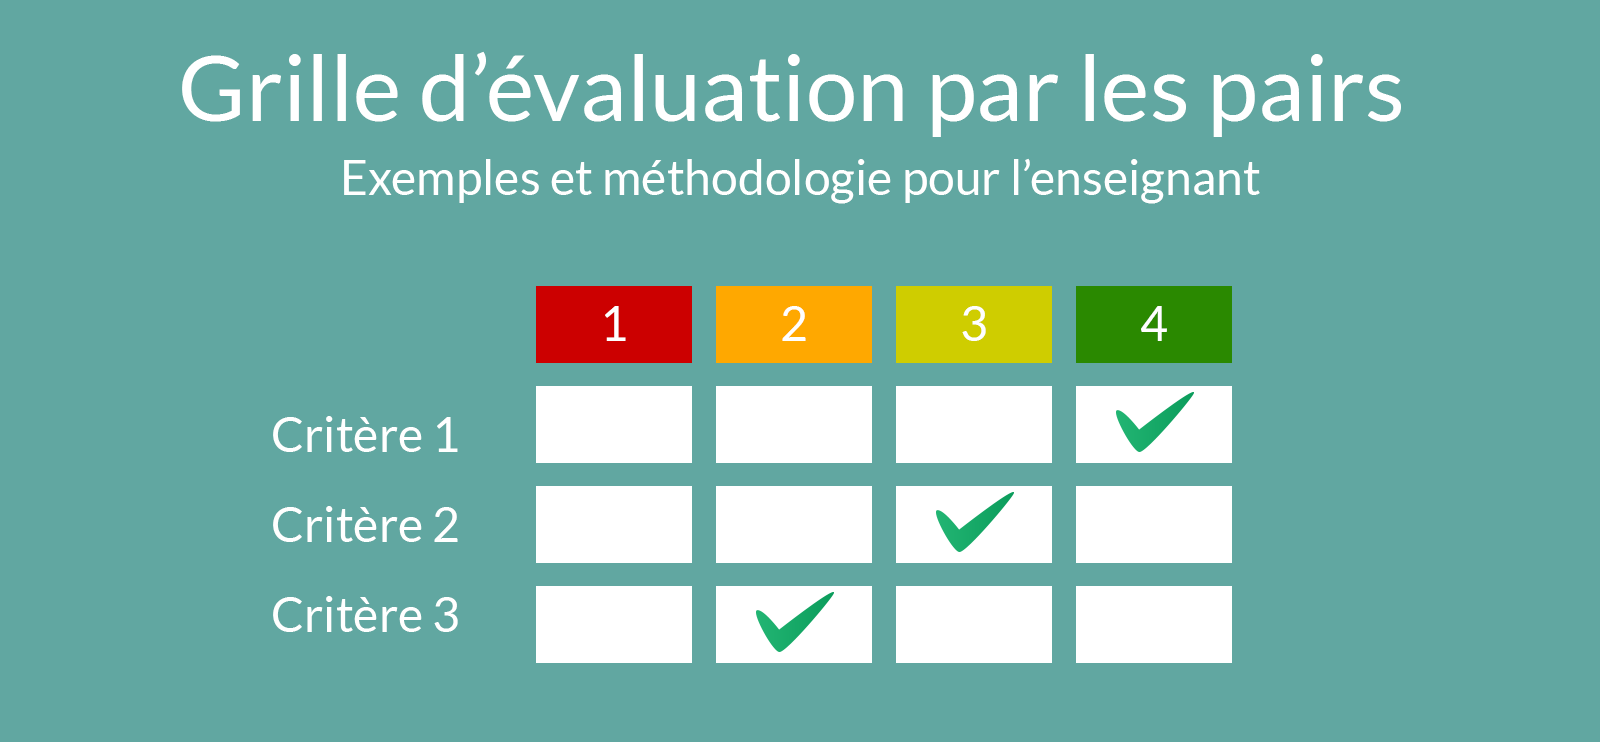 Grille d’évaluation par les pairs
Exemples et méthodologie pour l’enseignant
1 2 3 4
Critère 1
Critère 2
Critère 3